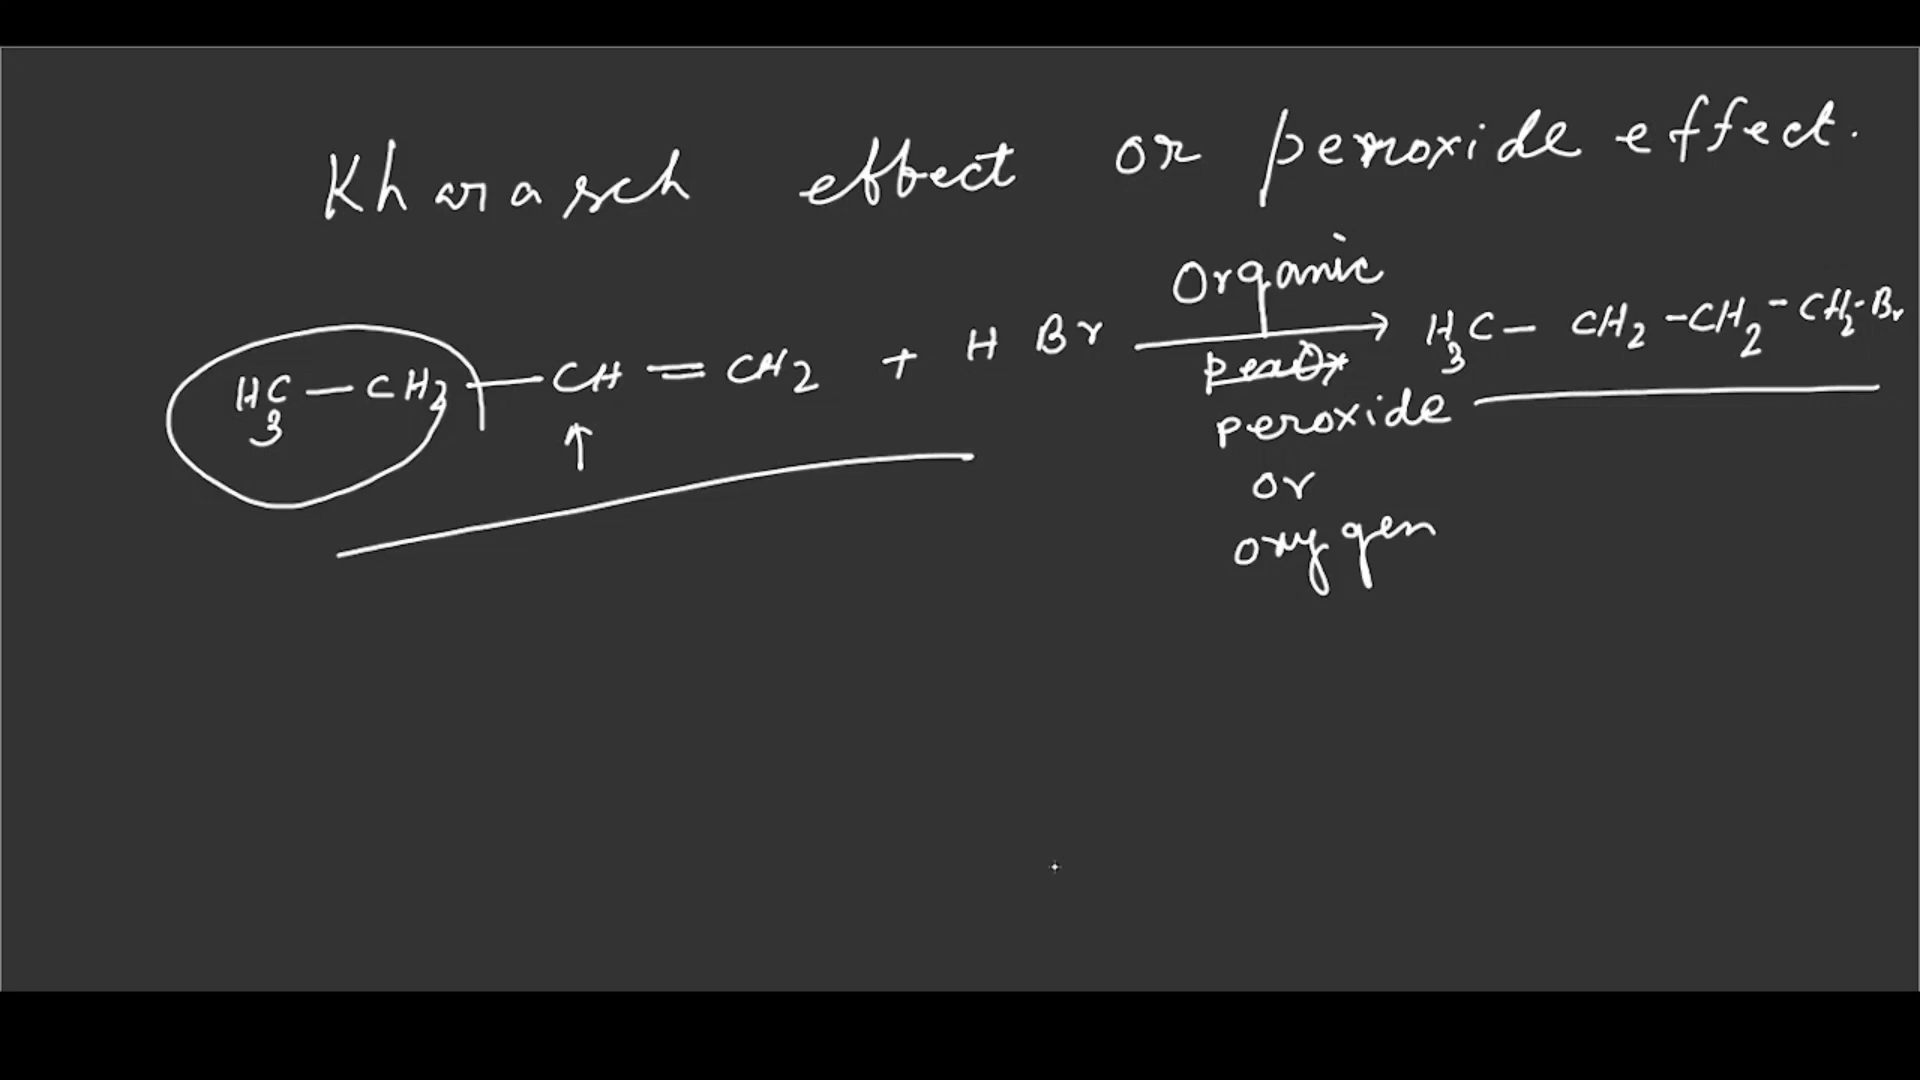 Kharasch effect or peroxide effect.
H3C — CH2 — CH = CH2 + H Br Organic → H3C — CH2 - CH2 - CH2 - Br
peroxide
or
oxygen